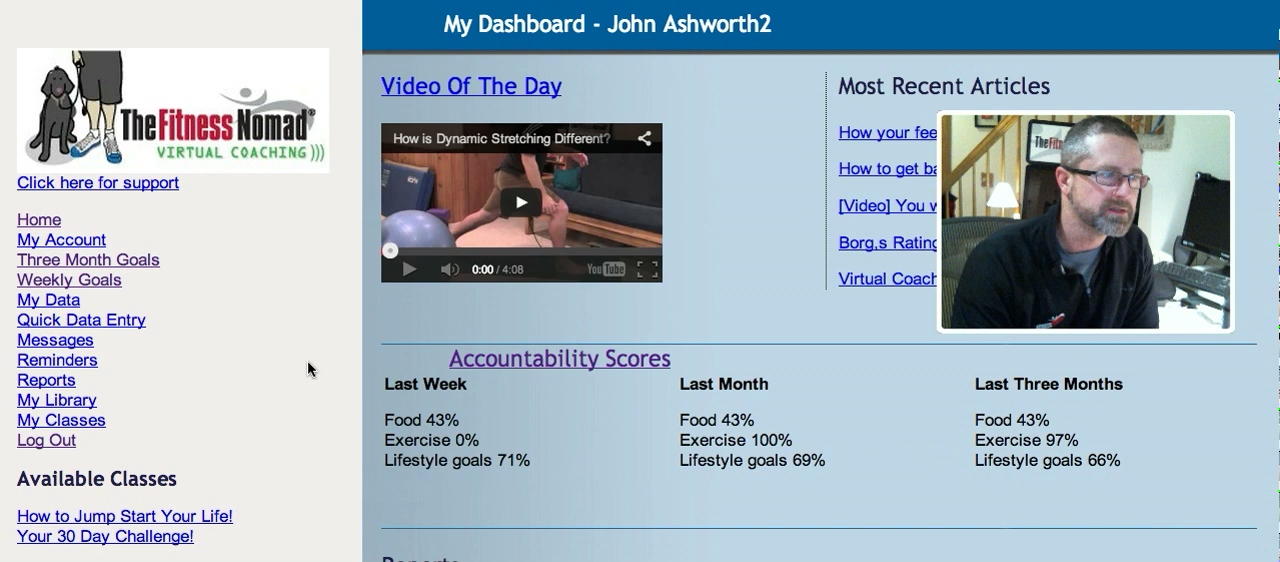 My Dashboard - John Ashworth2
TheFitness Nomad®
VIRTUAL COACHING )))
Click here for support
Home
My Account
Three Month Goals
Weekly Goals
My Data
Quick Data Entry
Messages
Reminders
Reports
My Library
My Classes
Log Out
Available Classes
How to Jump Start Your Life!
Your 30 Day Challenge!
Video Of The Day
How is Dynamic Stretching Different?
0:00 / 4:08
YouTube
Most Recent Articles
How your fee
How to get ba
[Video] You w
Borg,s Rating
Virtual Coach
TheFitn
Accountability Scores
Last Week
Food 43%
Exercise 0%
Lifestyle goals 71%
Last Month
Food 43%
Exercise 100%
Lifestyle goals 69%
Last Three Months
Food 43%
Exercise 97%
Lifestyle goals 66%
Reports